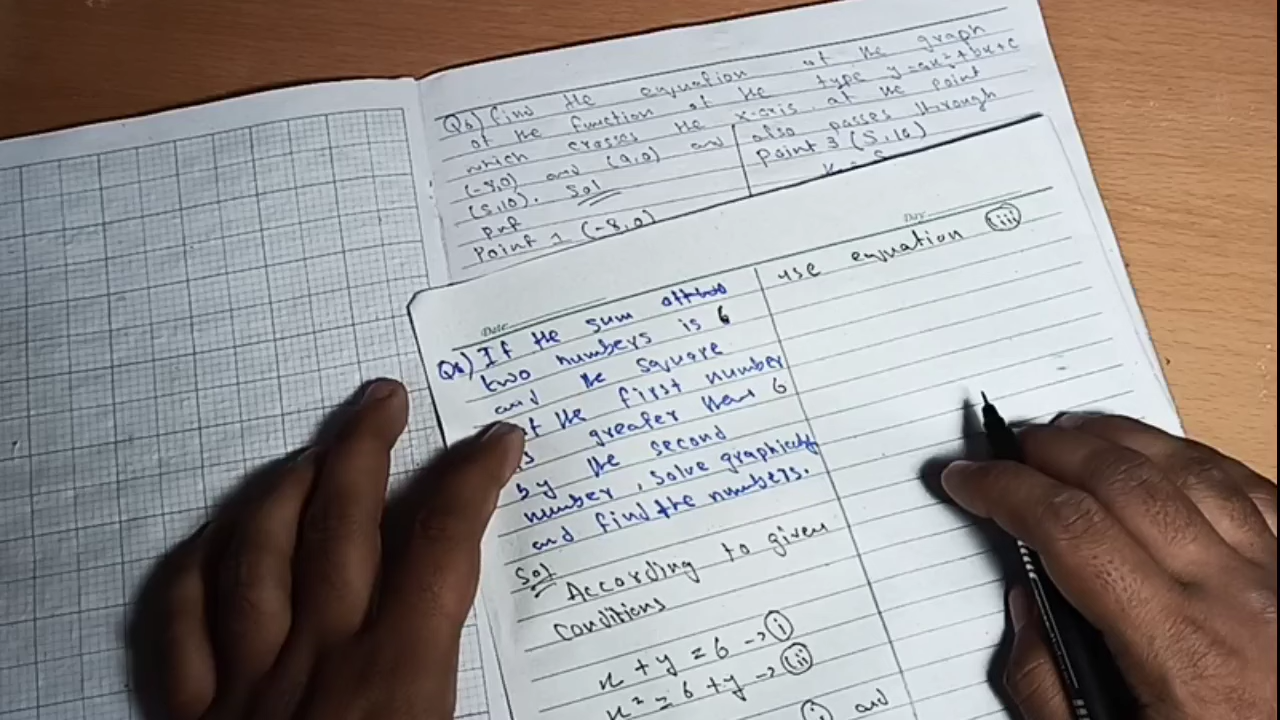 Q6) find the equation of the graph
of the function of the type y=ax²+bx+c
which crosses the x-axis at the point
(-8,0) and (9,0) and
(5,10). Sol
put
Point 1 (-8,0)
also passes through
point 3 (5,10)
Date
Q8) If the sum of two
two numbers is 6
and the square
of the first number
is greater than 6
by the second
number, solve graphically
and find the numbers.
Sol According to given
conditions
x + y = 6 → (i)
x² = 6 + y → (ii)
(i) and
Day
use equation (iii)